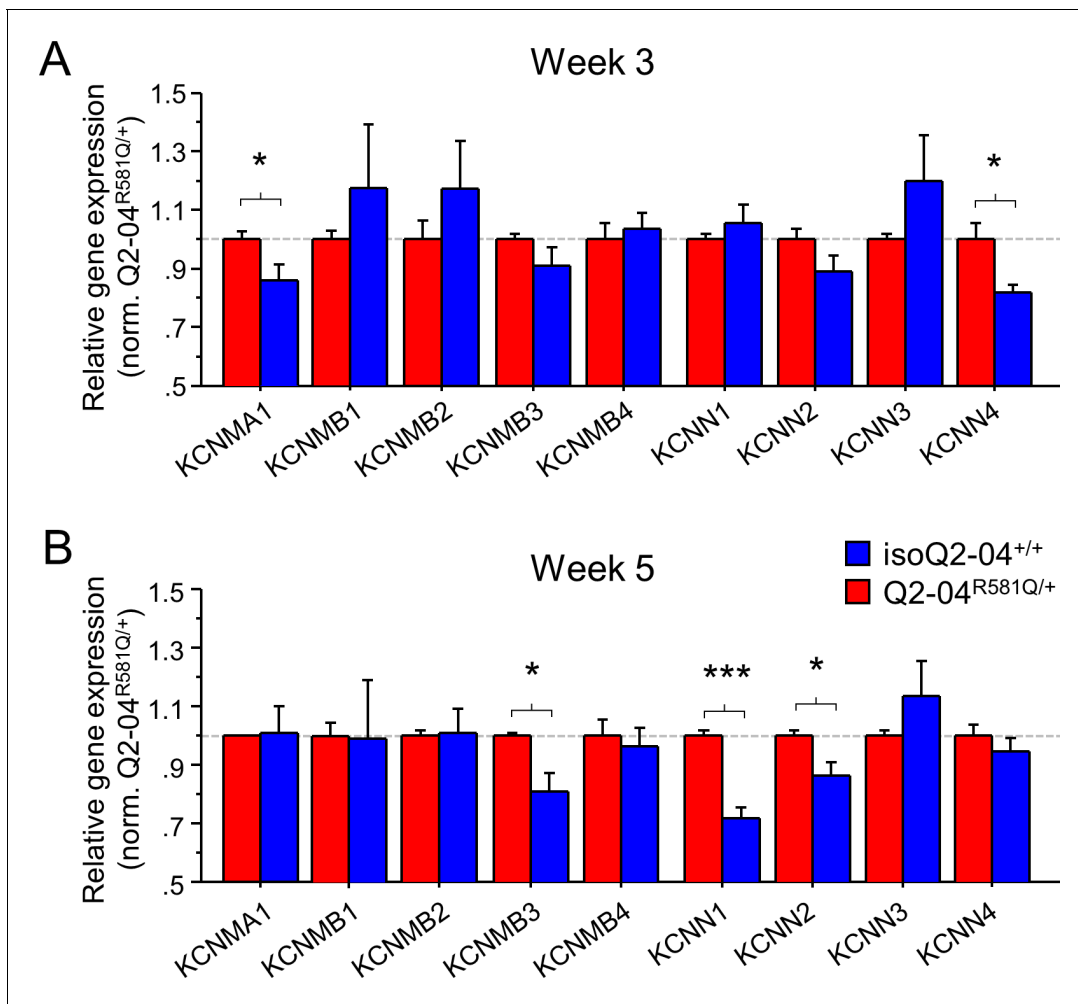 A
Week 3
Relative gene expression
(norm. Q2-04R581Q/+)
1.5
1.3
1.1
.9
.7
.5
*
*
KCNMA1
KCNMB1
KCNMB2
KCNMB3
KCNMB4
KCNN1
KCNN2
KCNN3
KCNN4
B
Week 5
isoQ2-04+/+
Q2-04R581Q/+
Relative gene expression
(norm. Q2-04R581Q/+)
1.5
1.3
1.1
.9
.7
.5
*
***
*
KCNMA1
KCNMB1
KCNMB2
KCNMB3
KCNMB4
KCNN1
KCNN2
KCNN3
KCNN4